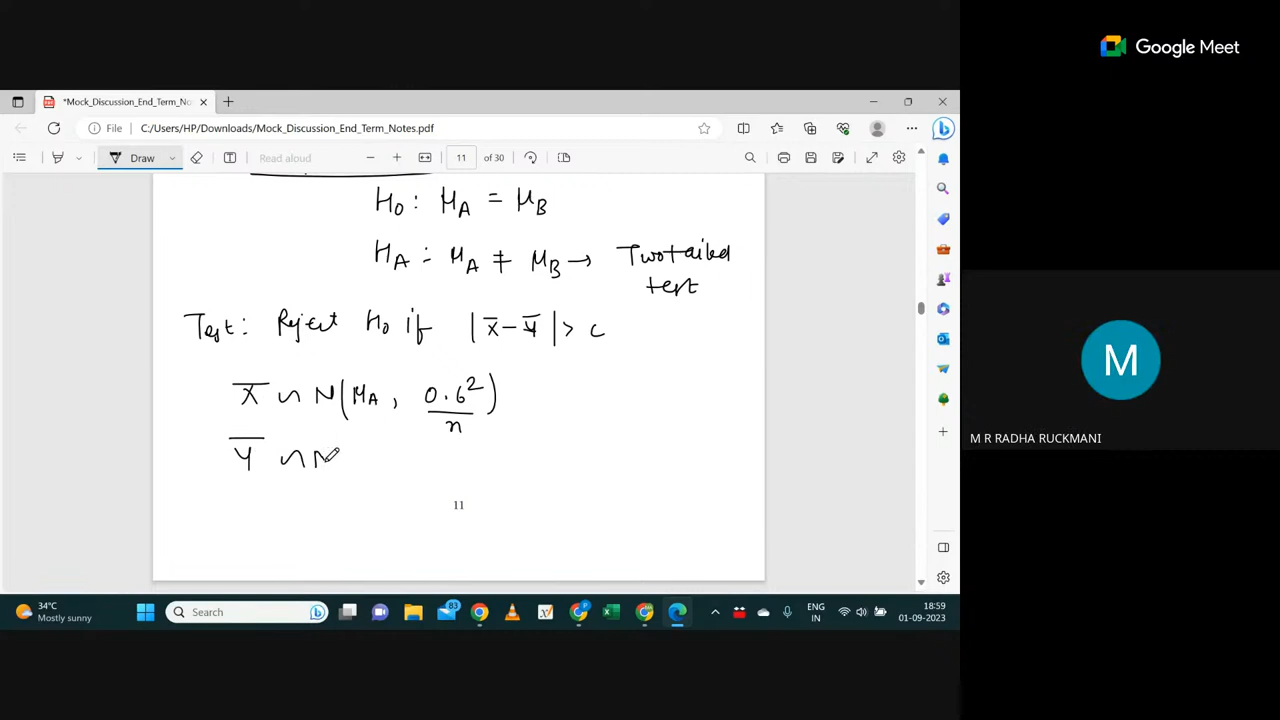 Google Meet
*Mock_Discussion_End_Term_No
File C:/Users/HP/Downloads/Mock_Discussion_End_Term_Notes.pdf
Draw Read aloud 11 of 30
H0 : μA = μB
HA : μA ≠ μB → Two tailed
test
Test: Reject H0 if |X̅ − Y̅| > c
X̅ ~ N(μA, 0.6²/n)
Y̅ ~ N
11
M
M R RADHA RUCKMANI
34°C
Mostly sunny
Search
83
ENG
IN
18:59
01-09-2023